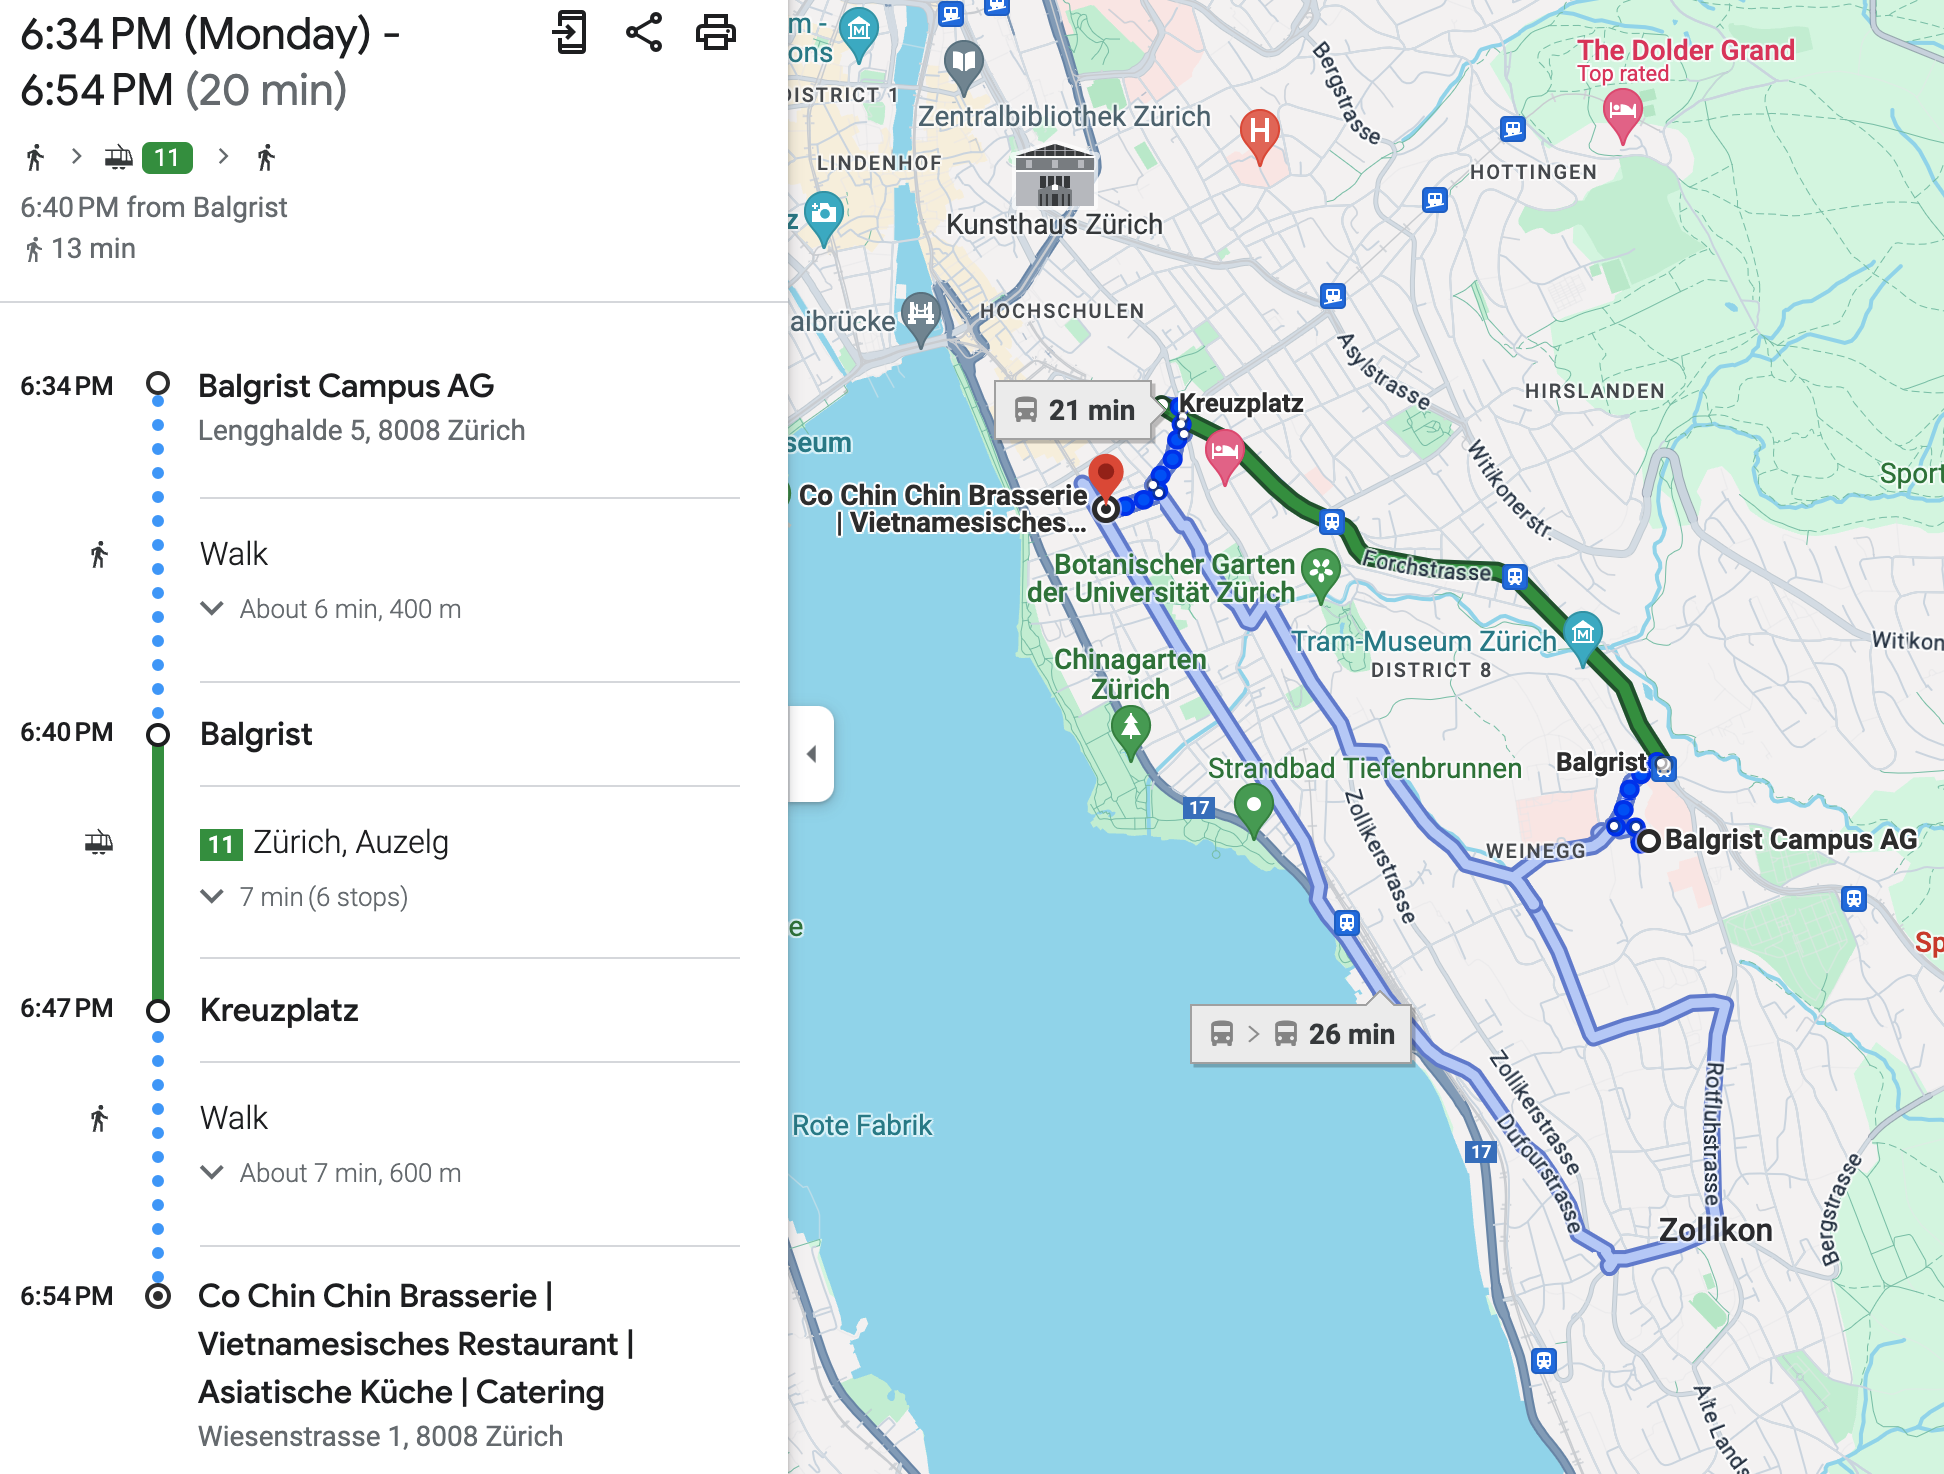 6:34 PM (Monday) -
6:54 PM (20 min)
11
6:40 PM from Balgrist
13 min
6:34 PM
Balgrist Campus AG
Lengghalde 5, 8008 Zürich
Walk
About 6 min, 400 m
6:40 PM
Balgrist
11 Zürich, Auzelg
7 min (6 stops)
6:47 PM
Kreuzplatz
Walk
About 7 min, 600 m
6:54 PM
Co Chin Chin Brasserie |
Vietnamesisches Restaurant |
Asiatische Küche | Catering
Wiesenstrasse 1, 8008 Zürich
m -
ons
DISTRICT 1
Zentralbibliothek Zürich
LINDENHOF
H
Kunsthaus Zürich
z
Bergstrasse
The Dolder Grand
Top rated
HOTTINGEN
HOCHSCHULEN
aibrücke
Asylstrasse
HIRSLANDEN
21 min
Kreuzplatz
seum
Witikonerstr.
Sport
Co Chin Chin Brasserie
| Vietnamesisches...
Botanischer Garten
der Universität Zürich
Forchstrasse
Tram-Museum Zürich
DISTRICT 8
Witikon
Chinagarten
Zürich
Strandbad Tiefenbrunnen
Balgrist
17
Zollikerstrasse
WEINEGG
Balgrist Campus AG
e
Sp
26 min
Rote Fabrik
Zollikerstrasse
Dufourstrasse
Rotfluhstrasse
17
Bergstrasse
Zollikon
Alte Lands